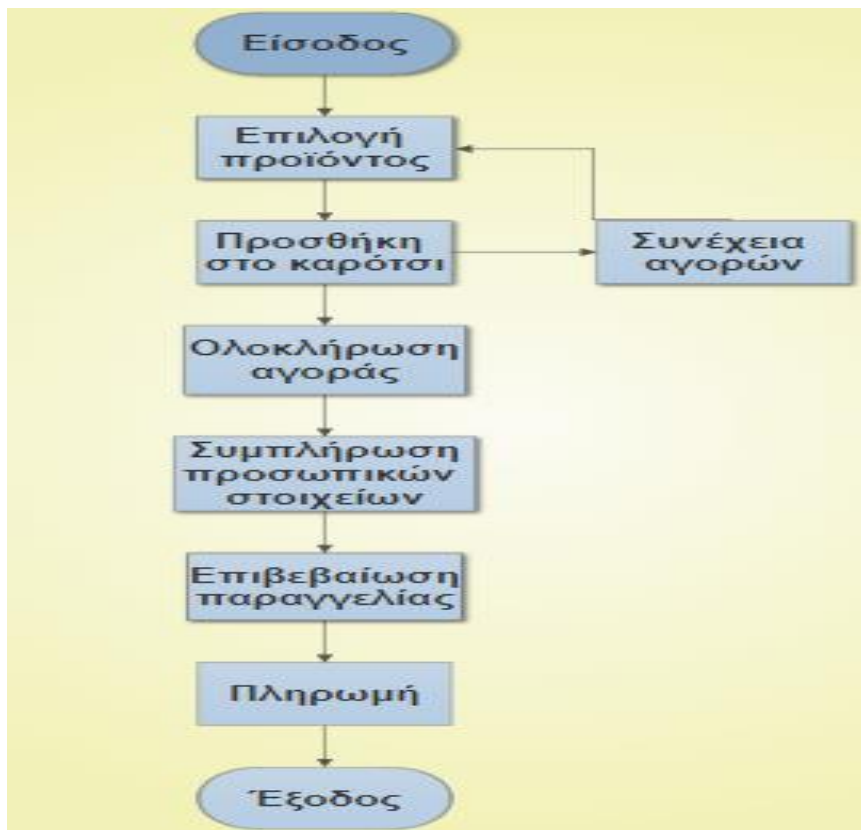 Είσοδος
Επιλογή
προϊόντος
Προσθήκη
στο καρότσι
Συνέχεια
αγορών
Ολοκλήρωση
αγοράς
Συμπλήρωση
προσωπικών
στοιχείων
Επιβεβαίωση
παραγγελίας
Πληρωμή
Έξοδος